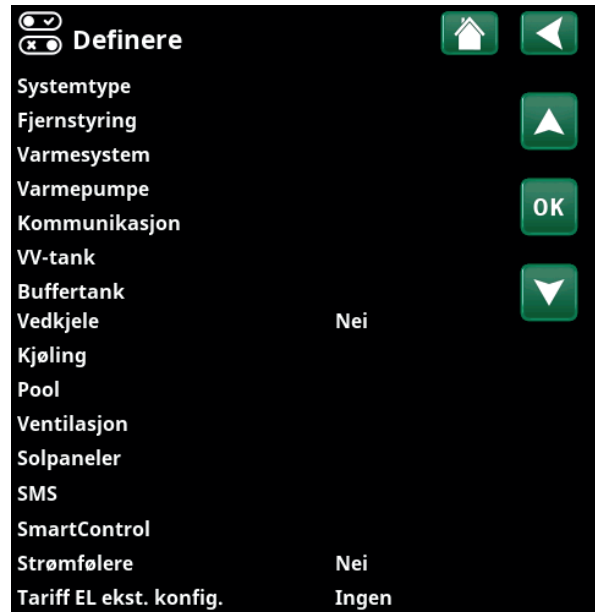 Definere
Systemtype
Fjernstyring
Varmesystem
Varmepumpe
OK
Kommunikasjon
VV-tank
Buffertank
Vedkjele Nei
Kjøling
Pool
Ventilasjon
Solpaneler
SMS
SmartControl
Strømfølere Nei
Tariff EL ekst. konfig. Ingen